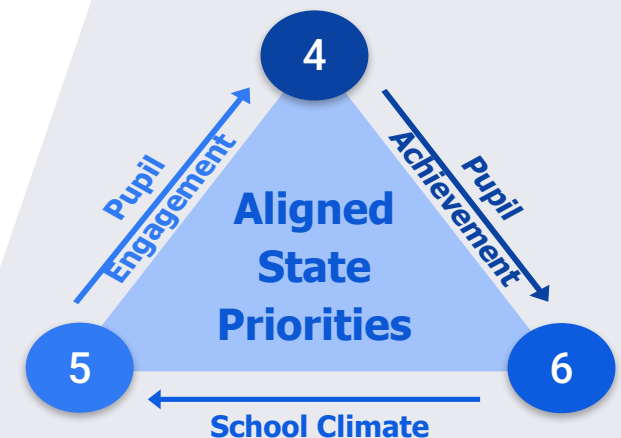 4
Pupil
Engagement
Pupil
Achievement
Aligned
State
Priorities
5
6
School Climate